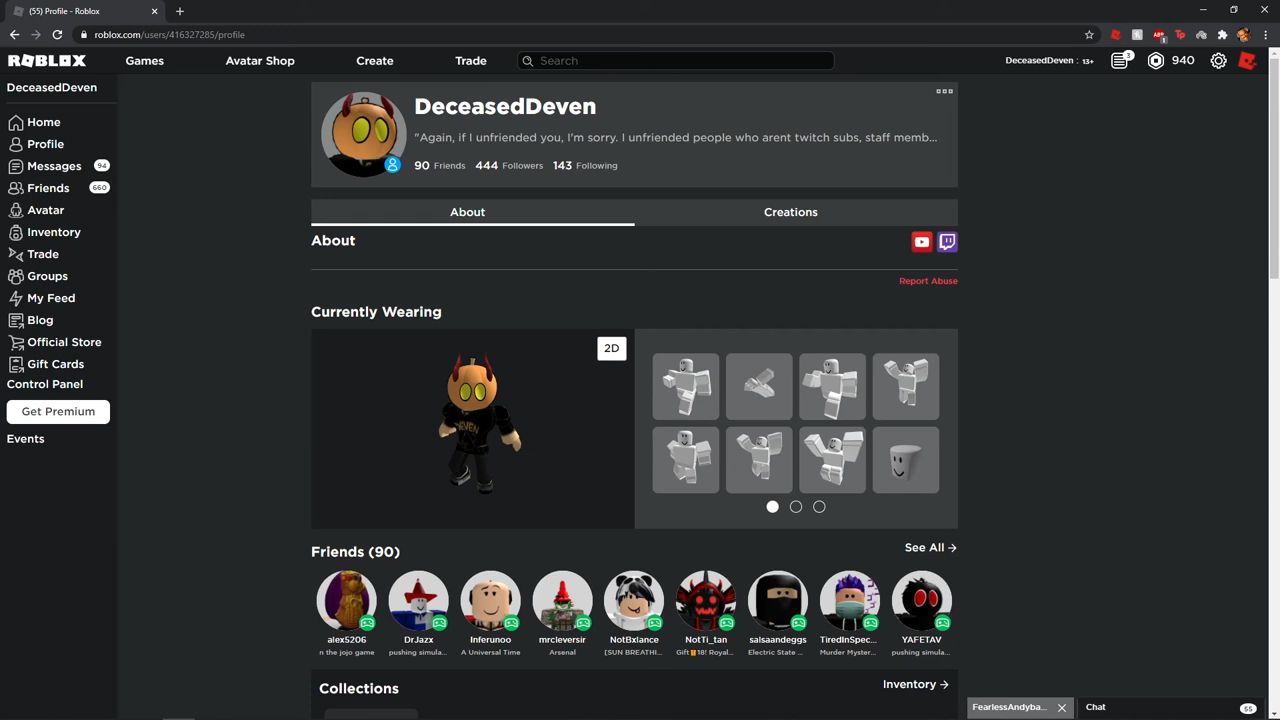 (55) Profile - Roblox
roblox.com/users/416327285/profile
ROBLOX
Games
Avatar Shop
Create
Trade
Search
DeceasedDeven : 13+
3
940
DeceasedDeven
Home
Profile
Messages 94
Friends 660
Avatar
Inventory
Trade
Groups
My Feed
Blog
Official Store
Gift Cards
Control Panel
Get Premium
Events
DeceasedDeven
"Again, if I unfriended you, I'm sorry. I unfriended people who arent twitch subs, staff memb...
90 Friends 444 Followers 143 Following
About
Creations
About
Report Abuse
Currently Wearing
2D
DEVEN
Friends (90)
See All
alex5206
n the jojo game
DrJazx
pushing simula...
Inferunoo
A Universal Time
mrcleversir
Arsenal
NotBxlance
[SUN BREATHI...
NotTi_tan
Gift 18! Royal...
salsaandeggs
Electric State ...
TiredInSpec...
Murder Myster...
YAFETAV
pushing simula...
Collections
Inventory
FearlessAndyba...
Chat
55